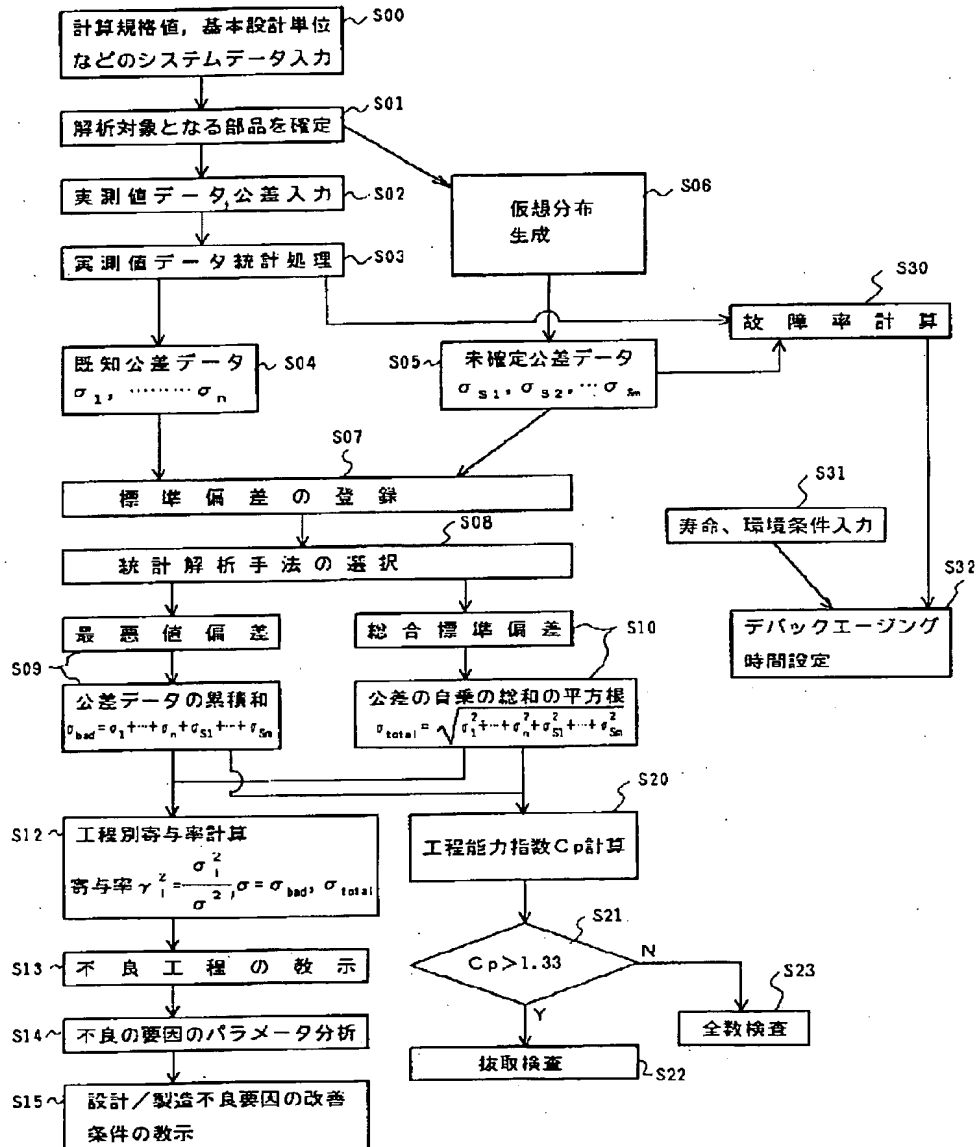 計算規格値，基本設計単位
などのシステムデータ入力
S00
解析対象となる部品を確定
S01
実測値データ，公差入力
S02
仮想分布
生成
S06
実測値データ統計処理
S03
故障率計算
S30
既知公差データ
σ₁，………σₙ
S04
S05
未確定公差データ
σS1，σS2，…σSm
S07
標準偏差の登録
S31
寿命、環境条件入力
S08
統計解析手法の選択
S32
デバックエージング
時間設定
最悪値偏差
総合標準偏差
S10
S09
公差データの累積和
σbad=σ1+…+σn+σS1+…+σSm
公差の自乗の総和の平方根
σtotal=√σ1²+…+σn²+σS1²+…+σSm²
S20
工程能力指数Cp計算
S12
工程別寄与率計算
寄与率γ1²=σ1²/σ²,σ=σbad,σtotal
S21
Cp>1.33
N
Y
S13
不良工程の教示
S23
全数検査
S14
不良の要因のパラメータ分析
抜取検査
S22
S15
設計／製造不良要因の改善
条件の教示